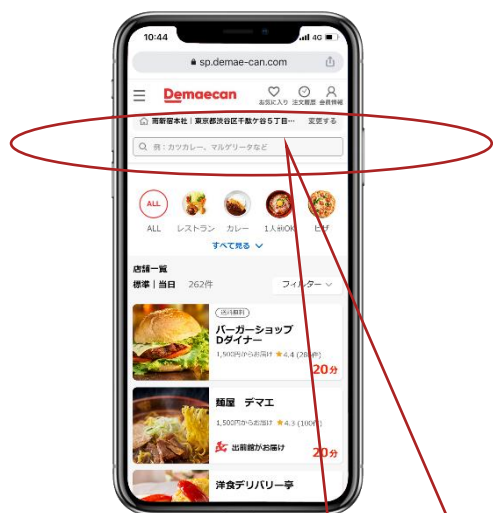 10:44
4G
sp.demae-can.com
Demaecan
お気に入り 注文履歴 会員情報
南新宿本社｜東京都渋谷区千駄ケ谷5丁目… 変更する
例：カツカレー、マルゲリータなど
ALL
ALL レストラン カレー 1人前OK ピザ
すべて見る
店舗一覧
標準｜当日 262件 フィルター
送料無料
バーガーショップ
Dダイナー
1,500円からお届け ★4.4
20分
麺屋 デマエ
1,500円からお届け ★4.3
出前館がお届け 20分
洋食デリバリー亭